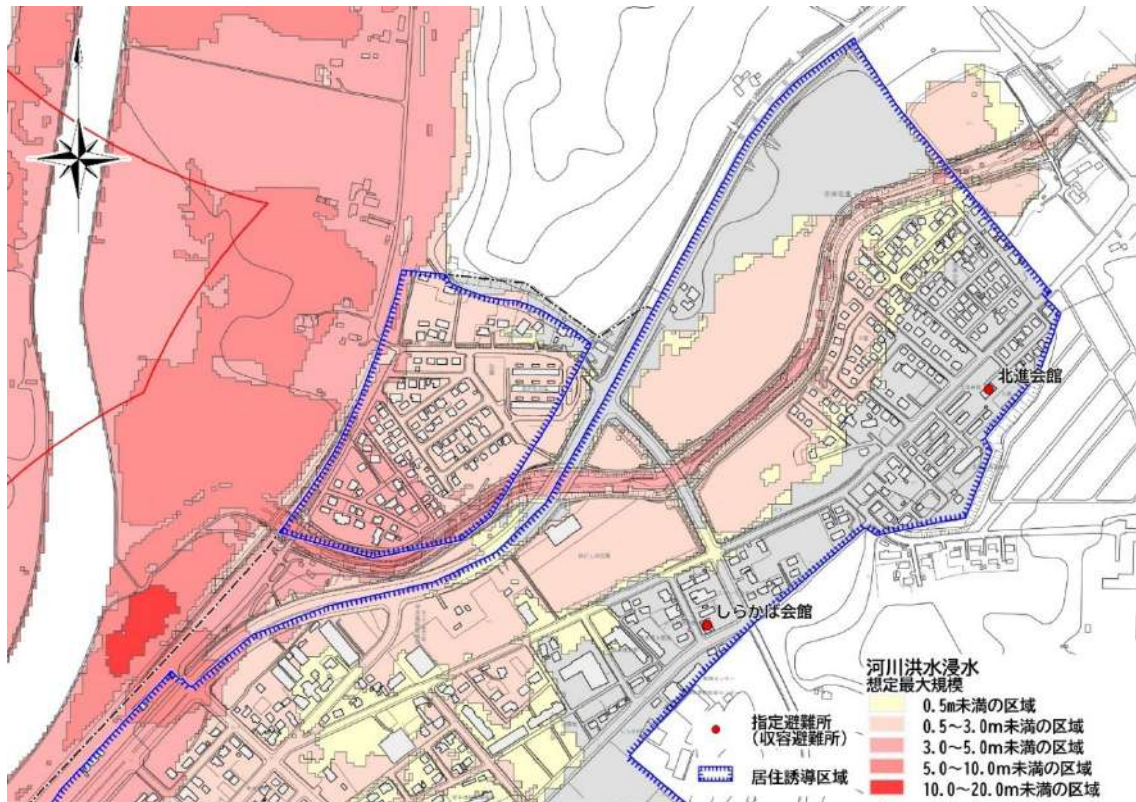 北進会館
しらかば会館
河川洪水浸水
想定最大規模
0.5m未満の区域
0.5～3.0m未満の区域
3.0～5.0m未満の区域
5.0～10.0m未満の区域
10.0～20.0m未満の区域
指定避難所
(収容避難所)
居住誘導区域